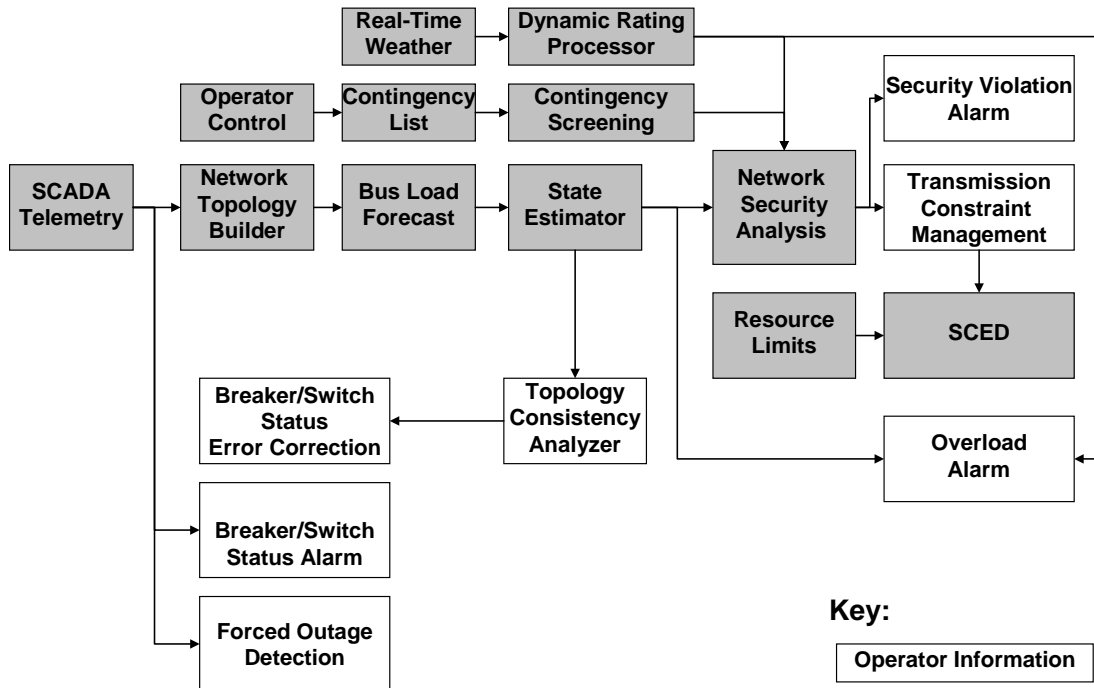 Real-Time
Weather
Dynamic Rating
Processor
Operator
Control
Contingency
List
Contingency
Screening
Security Violation
Alarm
SCADA
Telemetry
Network
Topology
Builder
Bus Load
Forecast
State
Estimator
Network
Security
Analysis
Transmission
Constraint
Management
Resource
Limits
SCED
Breaker/Switch
Status
Error Correction
Topology
Consistency
Analyzer
Overload
Alarm
Breaker/Switch
Status Alarm
Forced Outage
Detection
Key:
Operator Information